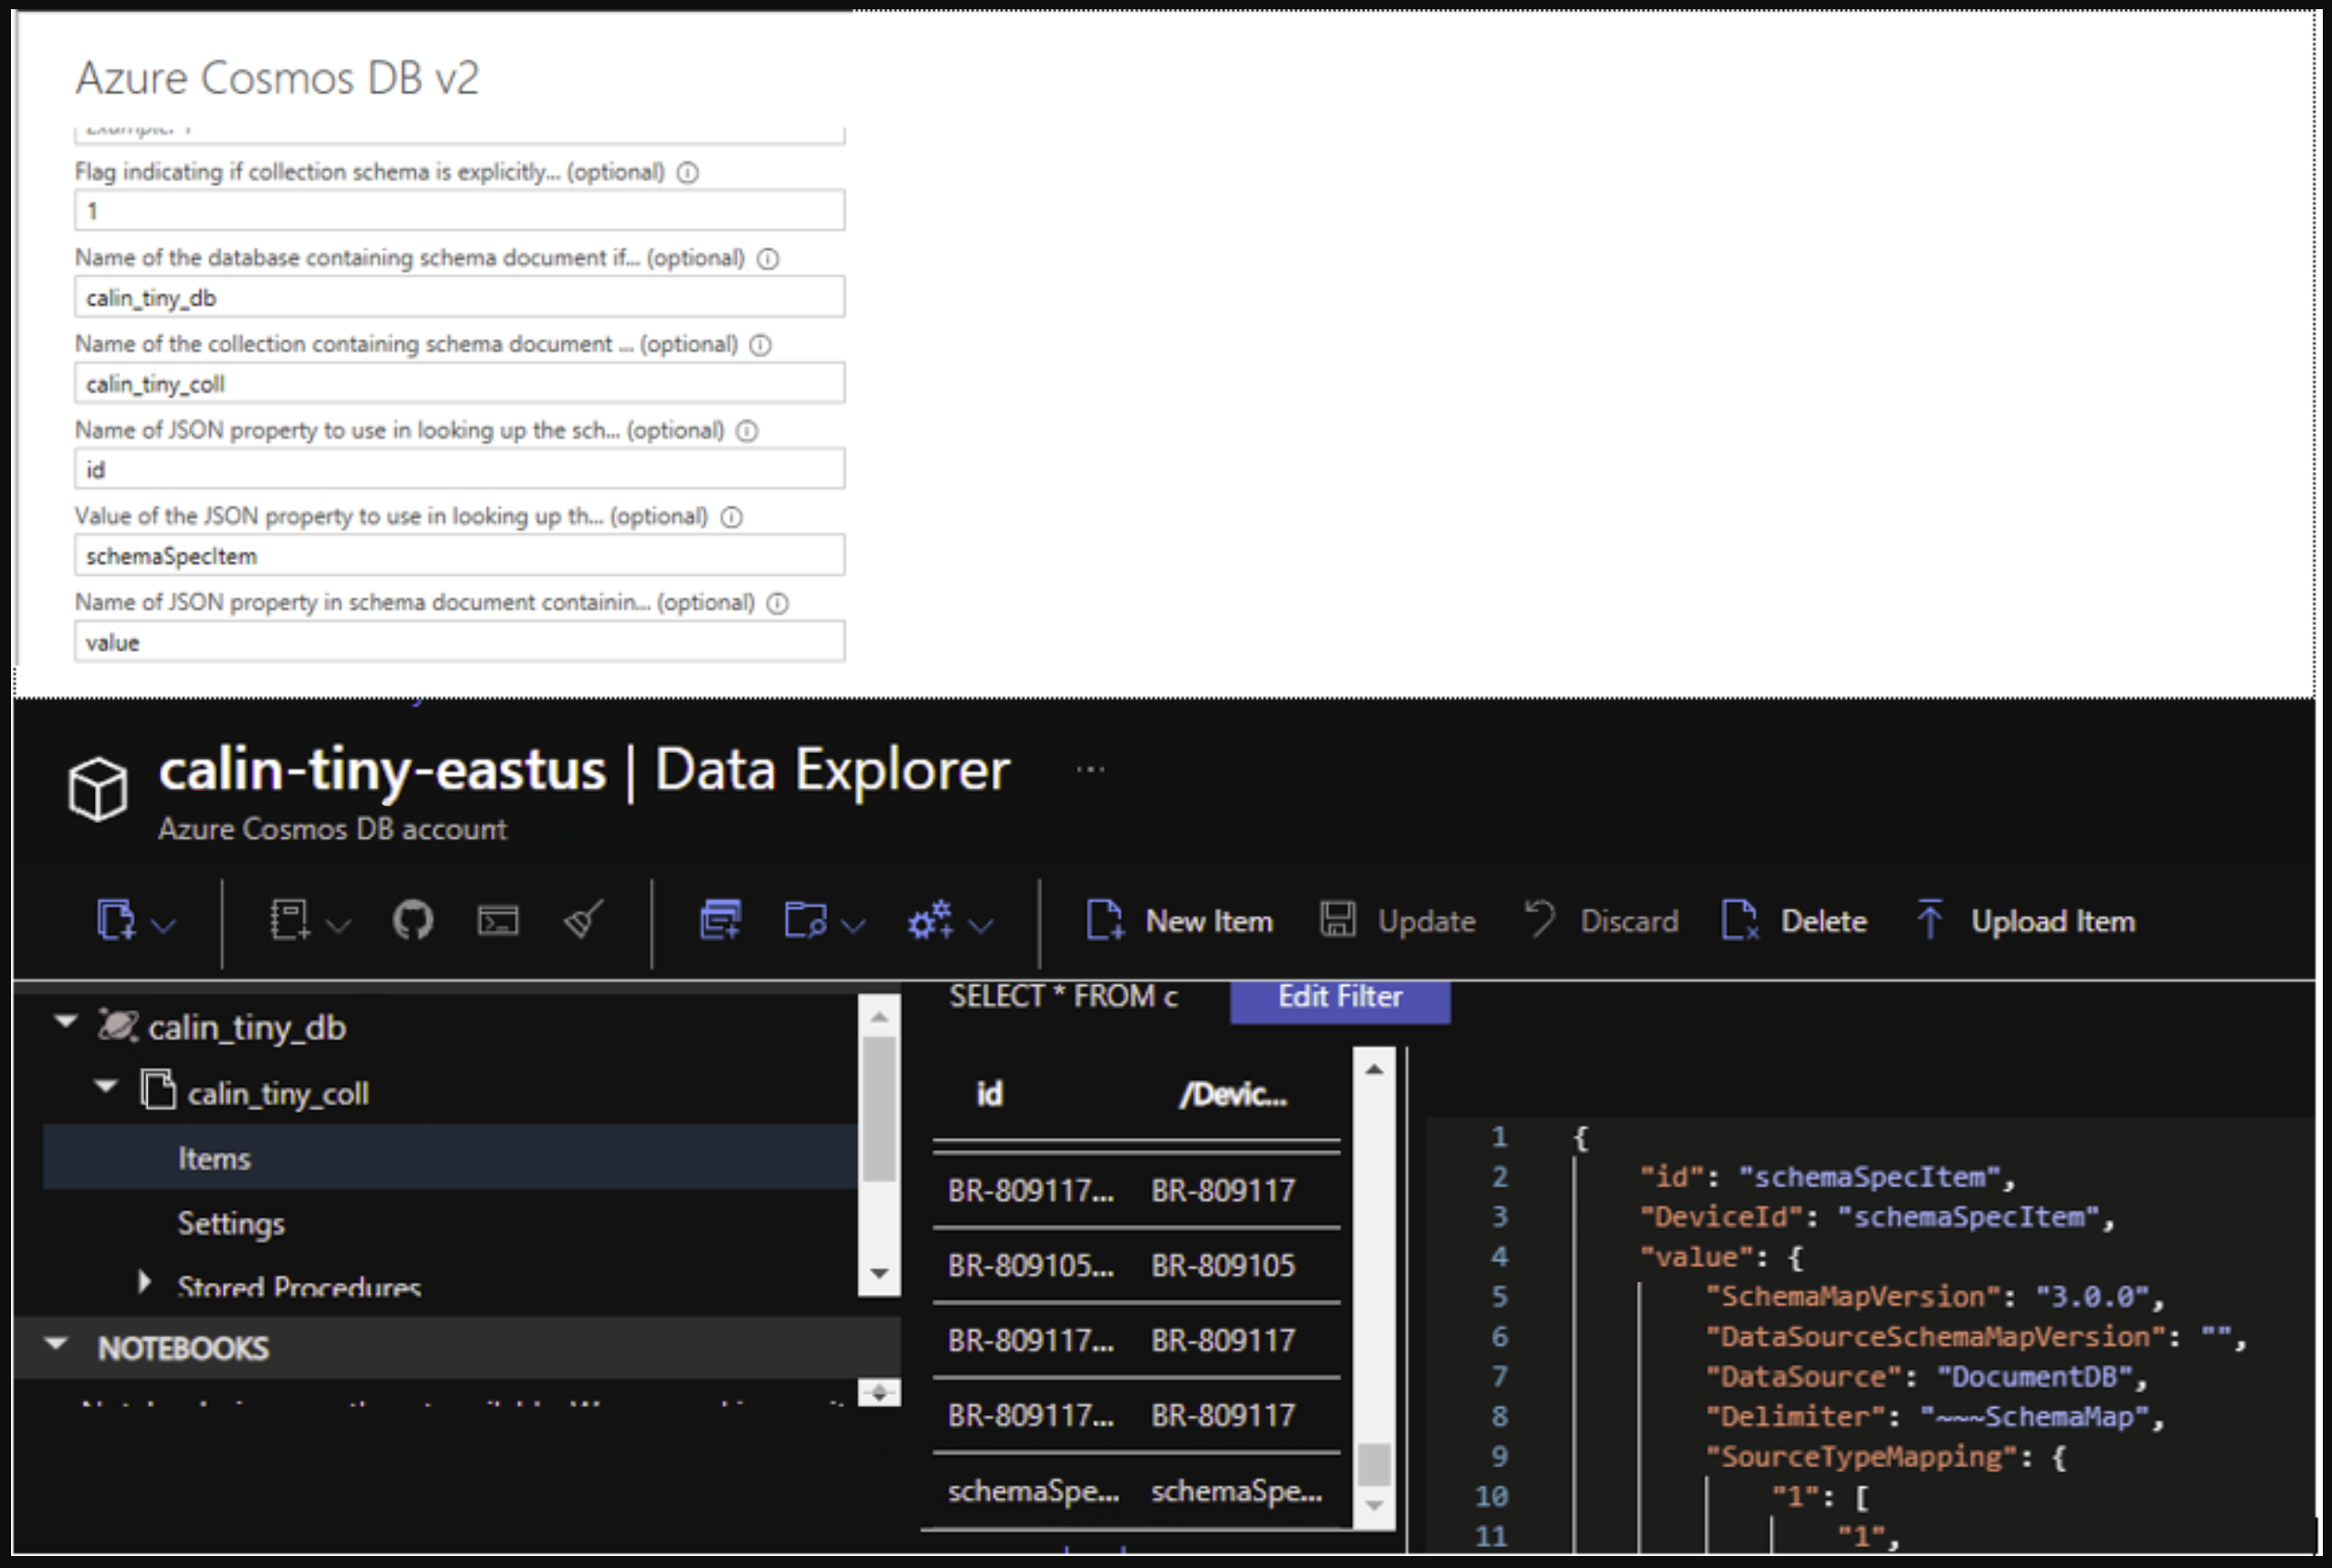 Azure Cosmos DB v2
Flag indicating if collection schema is explicitly... (optional)
1
Name of the database containing schema document if... (optional)
calin_tiny_db
Name of the collection containing schema document ... (optional)
calin_tiny_coll
Name of JSON property to use in looking up the sch... (optional)
id
Value of the JSON property to use in looking up th... (optional)
schemaSpecItem
Name of JSON property in schema document containin... (optional)
value
calin-tiny-eastus | Data Explorer ...
Azure Cosmos DB account
New Item Update Discard Delete Upload Item
calin_tiny_db
calin_tiny_coll
Items
Settings
Stored Procedures
NOTEBOOKS
SELECT * FROM c Edit Filter
id /Devic...
BR-809117... BR-809117
BR-809105... BR-809105
BR-809117... BR-809117
BR-809117... BR-809117
schemaSpe... schemaSpe...
1 {
2 "id": "schemaSpecItem",
3 "DeviceId": "schemaSpecItem",
4 "value": {
5 "SchemaMapVersion": "3.0.0",
6 "DataSourceSchemaMapVersion": "",
7 "DataSource": "DocumentDB",
8 "Delimiter": "~~~SchemaMap",
9 "SourceTypeMapping": {
10 "1": [
11 "1",